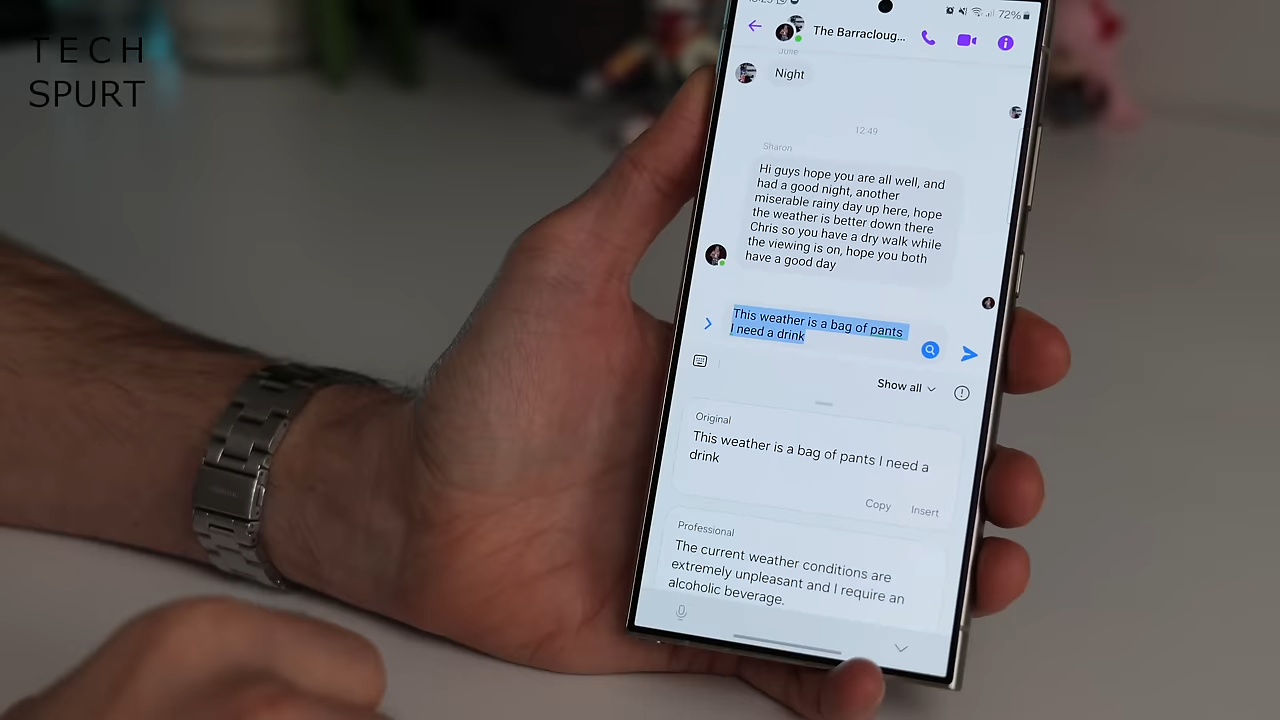 TECH
SPURT
72%
The Barracloug...
June
Night
12:49
Sharon
Hi guys hope you are all well, and
had a good night, another
miserable rainy day up here, hope
the weather is better down there
Chris so you have a dry walk while
the viewing is on, hope you both
have a good day
This weather is a bag of pants
I need a drink
Show all
Original
This weather is a bag of pants I need a
drink
Copy Insert
Professional
The current weather conditions are
extremely unpleasant and I require an
alcoholic beverage.